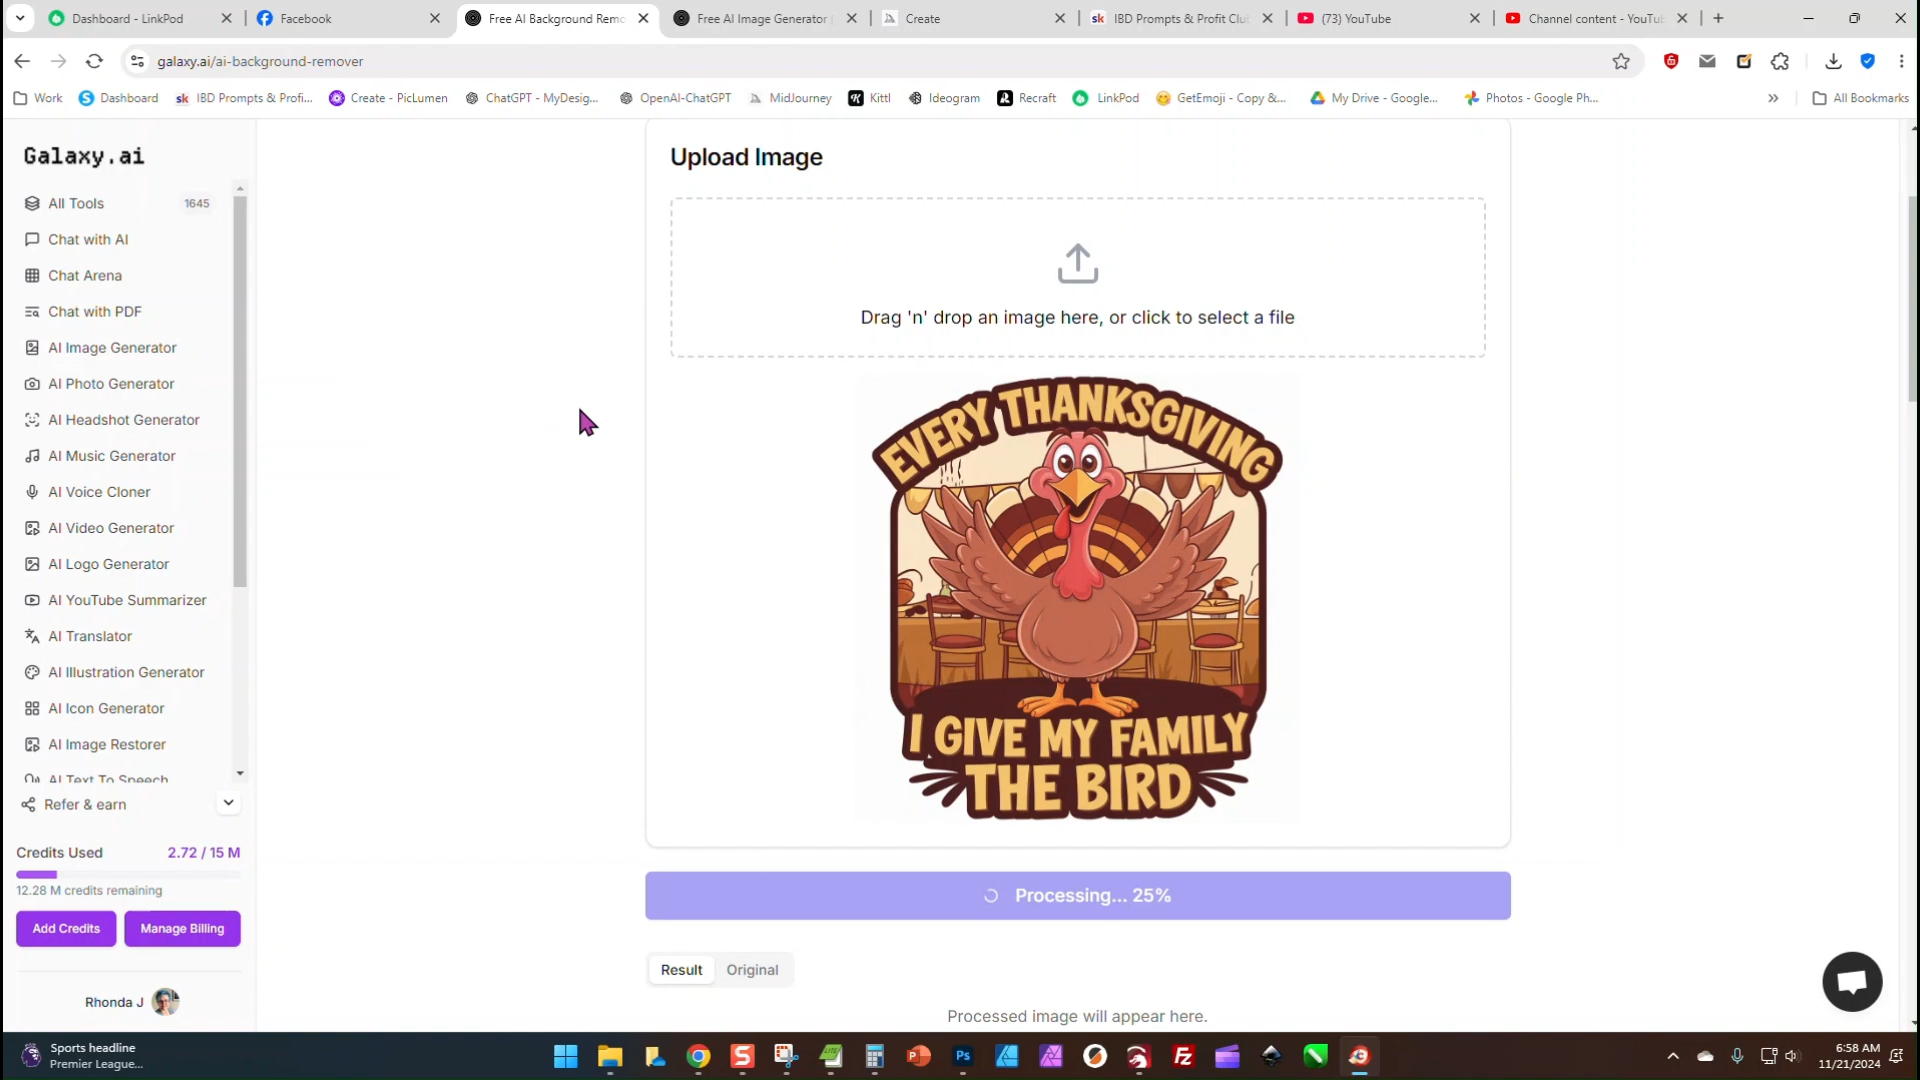 Dashboard - LinkPod
Facebook
Free AI Background Remo
Free AI Image Generator
Create
IBD Prompts & Profit Clu
(73) YouTube
Channel content - YouTub
galaxy.ai/ai-background-remover
Work
Dashboard
IBD Prompts & Profi...
Create - PicLumen
ChatGPT - MyDesig...
OpenAI-ChatGPT
MidJourney
Kittl
Ideogram
Recraft
LinkPod
GetEmoji - Copy &...
My Drive - Google...
Photos - Google Ph...
All Bookmarks
Galaxy.ai
All Tools 1645
Chat with AI
Chat Arena
Chat with PDF
AI Image Generator
AI Photo Generator
AI Headshot Generator
AI Music Generator
AI Voice Cloner
AI Video Generator
AI Logo Generator
AI YouTube Summarizer
AI Translator
AI Illustration Generator
AI Icon Generator
AI Image Restorer
AI Text To Speech
Refer & earn
Credits Used 2.72 / 15 M
12.28 M credits remaining
Add Credits Manage Billing
Rhonda J
Upload Image
Drag 'n' drop an image here, or click to select a file
EVERY THANKSGIVING
I GIVE MY FAMILY
THE BIRD
Processing... 25%
Result Original
Processed image will appear here.
Sports headline
Premier League...
6:58 AM
11/21/2024